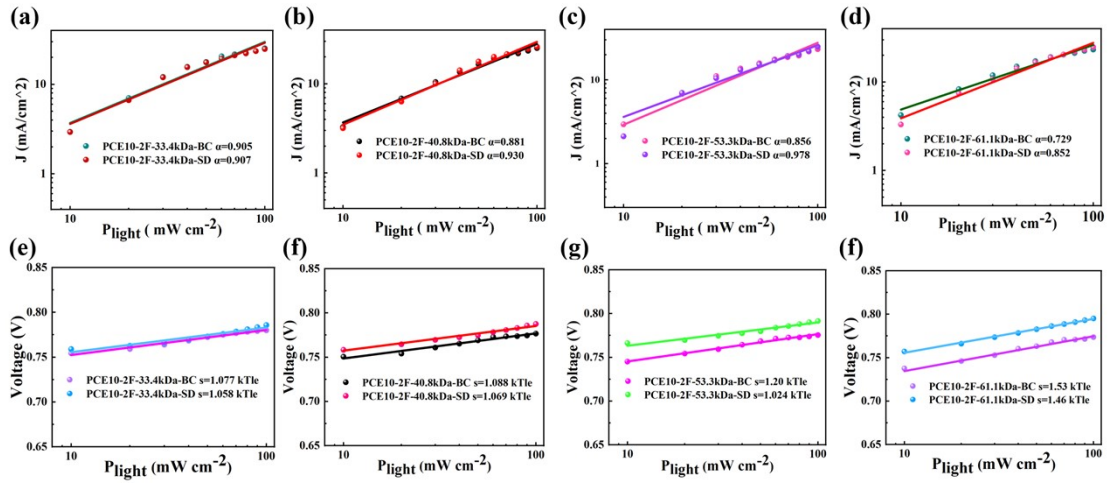 (a)
J (mA/cm^2)
10
1
PCE10-2F-33.4kDa-BC α=0.905
PCE10-2F-33.4kDa-SD α=0.907
10
100
Plight ( mW cm-2)
(b)
J (mA/cm^2)
10
1
PCE10-2F-40.8kDa-BC α=0.881
PCE10-2F-40.8kDa-SD α=0.930
10
100
Plight ( mW cm-2)
(c)
J (mA/cm^2)
10
1
PCE10-2F-53.3kDa-BC α=0.856
PCE10-2F-53.3kDa-SD α=0.978
10
100
Plight ( mW cm-2)
(d)
J (mA/cm^2)
10
1
PCE10-2F-61.1kDa-BC α=0.729
PCE10-2F-61.1kDa-SD α=0.852
10
100
Plight ( mW cm-2)
(e)
Voltage (V)
0.85
0.80
0.75
0.70
0.65
PCE10-2F-33.4kDa-BC s=1.077 kTle
PCE10-2F-33.4kDa-SD s=1.058 kTle
10
100
Plight (mW cm-2)
(f)
Voltage (V)
0.85
0.80
0.75
0.70
0.65
PCE10-2F-40.8kDa-BC s=1.088 kTle
PCE10-2F-40.8kDa-SD s=1.069 kTle
10
100
Plight (mW cm-2)
(g)
Voltage (V)
0.85
0.80
0.75
0.70
0.65
PCE10-2F-53.3kDa-BC s=1.20 kTle
PCE10-2F-53.3kDa-SD s=1.024 kTle
10
100
Plight (mW cm-2)
(f)
Voltage (V)
0.85
0.80
0.75
0.70
0.65
PCE10-2F-61.1kDa-BC s=1.53 kTle
PCE10-2F-61.1kDa-SD s=1.46 kTle
10
100
Plight (mW cm-2)